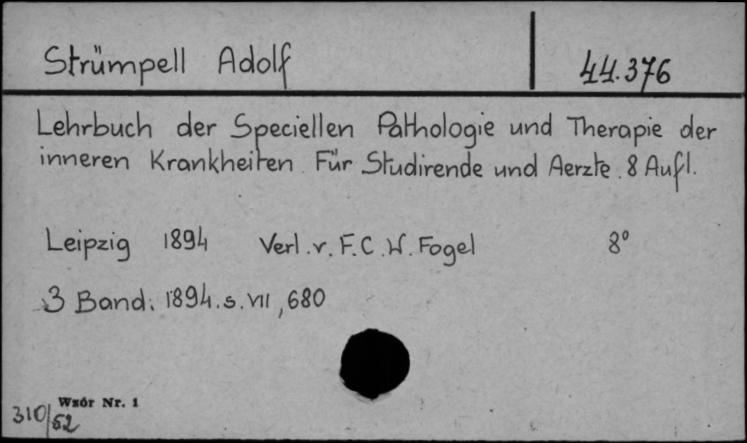 Strümpell Adolf 44.376
Lehrbuch der Speciellen Pathologie und Therapie der
inneren Krankheiten Für Studirende und Aerzte. 8 Aufl.
Leipzig 1894 Verl. v. F.C.W. Fogel 8°
3 Band: 1894. s. VII, 680
Wzór Nr. 1
310/52